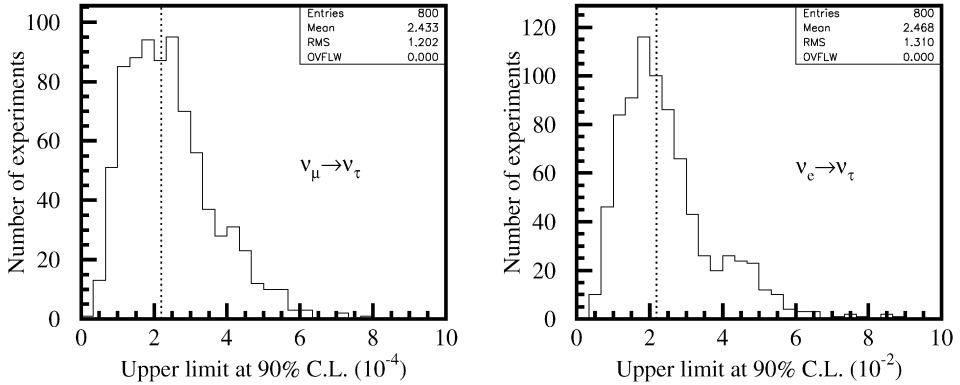 Number of experiments
100
80
60
40
20
0
Entries 800
Mean 2.433
RMS 1.202
OVFLW 0.000
νμ→ντ
0 2 4 6 8 10
Upper limit at 90% C.L. (10-4)
Number of experiments
120
100
80
60
40
20
0
Entries 800
Mean 2.468
RMS 1.310
OVFLW 0.000
νe→ντ
0 2 4 6 8 10
Upper limit at 90% C.L. (10-2)